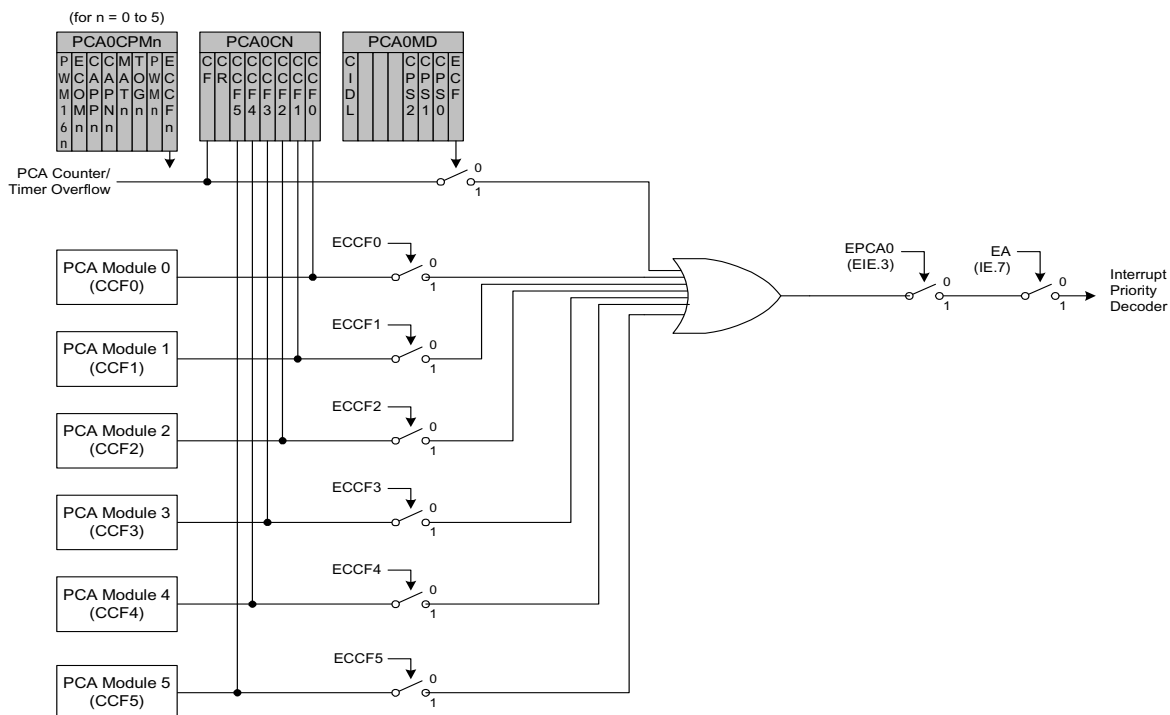 (for n = 0 to 5)
PCA0CPMn
PWM16n
ECOMn
CAPPn
CAPNn
MATn
TOGn
PWMn
ECCFn
PCA0CN
CF
CR
CCF5
CCF4
CCF3
CCF2
CCF1
CCF0
PCA0MD
CIDL
CPS2
CPS1
CPS0
ECF
PCA Counter/
Timer Overflow
0
1
PCA Module 0
(CCF0)
ECCF0
0
1
EPCA0
(EIE.3)
0
1
EA
(IE.7)
0
1
Interrupt
Priority
Decoder
PCA Module 1
(CCF1)
ECCF1
0
1
PCA Module 2
(CCF2)
ECCF2
0
1
PCA Module 3
(CCF3)
ECCF3
0
1
PCA Module 4
(CCF4)
ECCF4
0
1
PCA Module 5
(CCF5)
ECCF5
0
1